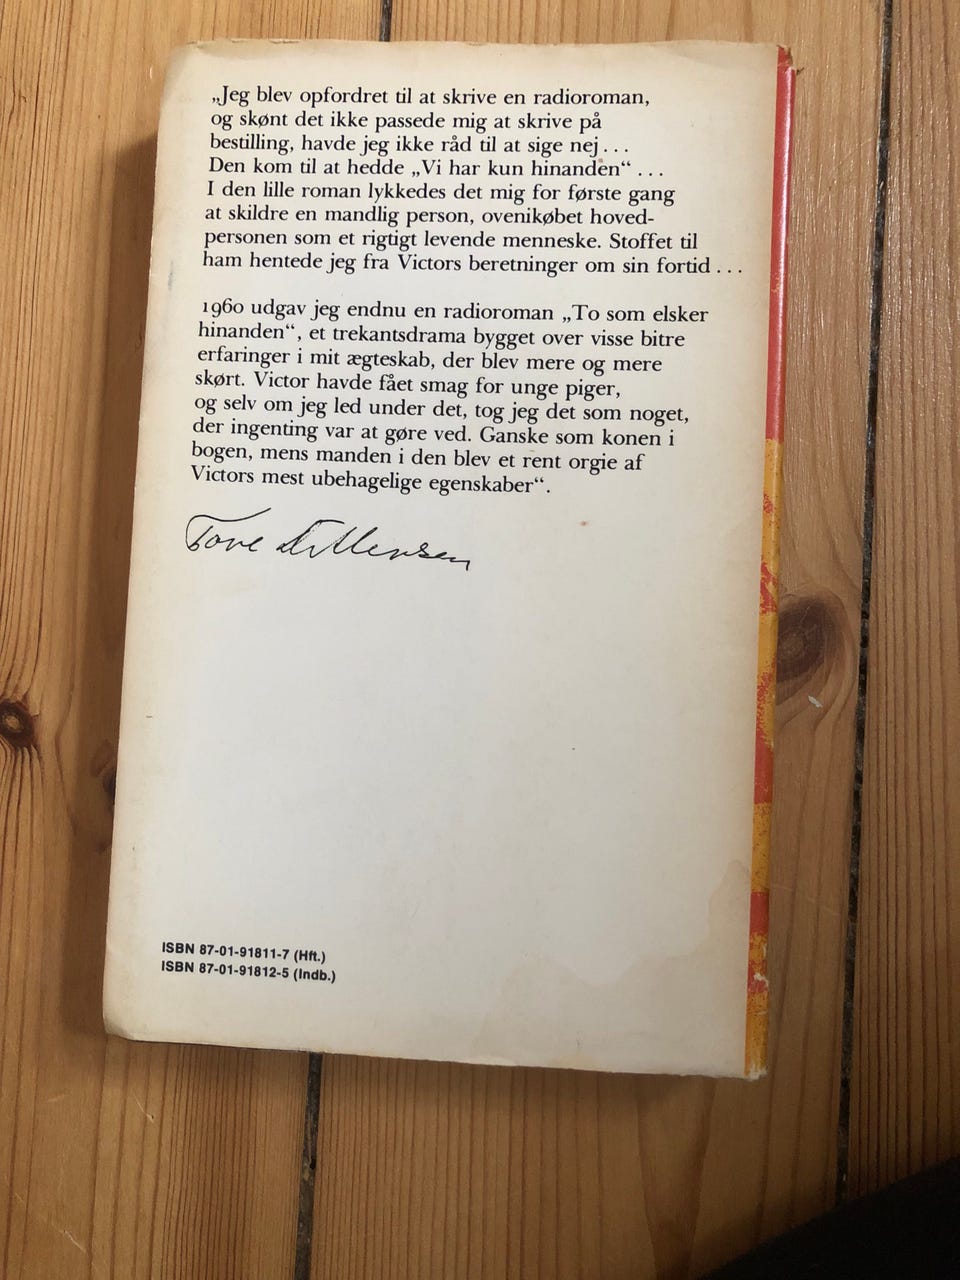 „Jeg blev opfordret til at skrive en radioroman,
og skønt det ikke passede mig at skrive på
bestilling, havde jeg ikke råd til at sige nej . . .
Den kom til at hedde „Vi har kun hinanden“ . . .
I den lille roman lykkedes det mig for første gang
at skildre en mandlig person, ovenikøbet hoved-
personen som et rigtigt levende menneske. Stoffet til
ham hentede jeg fra Victors beretninger om sin fortid . . .
1960 udgav jeg endnu en radioroman „To som elsker
hinanden“, et trekantsdrama bygget over visse bitre
erfaringer i mit ægteskab, der blev mere og mere
skørt. Victor havde fået smag for unge piger,
og selv om jeg led under det, tog jeg det som noget,
der ingenting var at gøre ved. Ganske som konen i
bogen, mens manden i den blev et rent orgie af
Victors mest ubehagelige egenskaber“.
Tove Ditlevsen
ISBN 87-01-91811-7 (Hft.)
ISBN 87-01-91812-5 (Indb.)